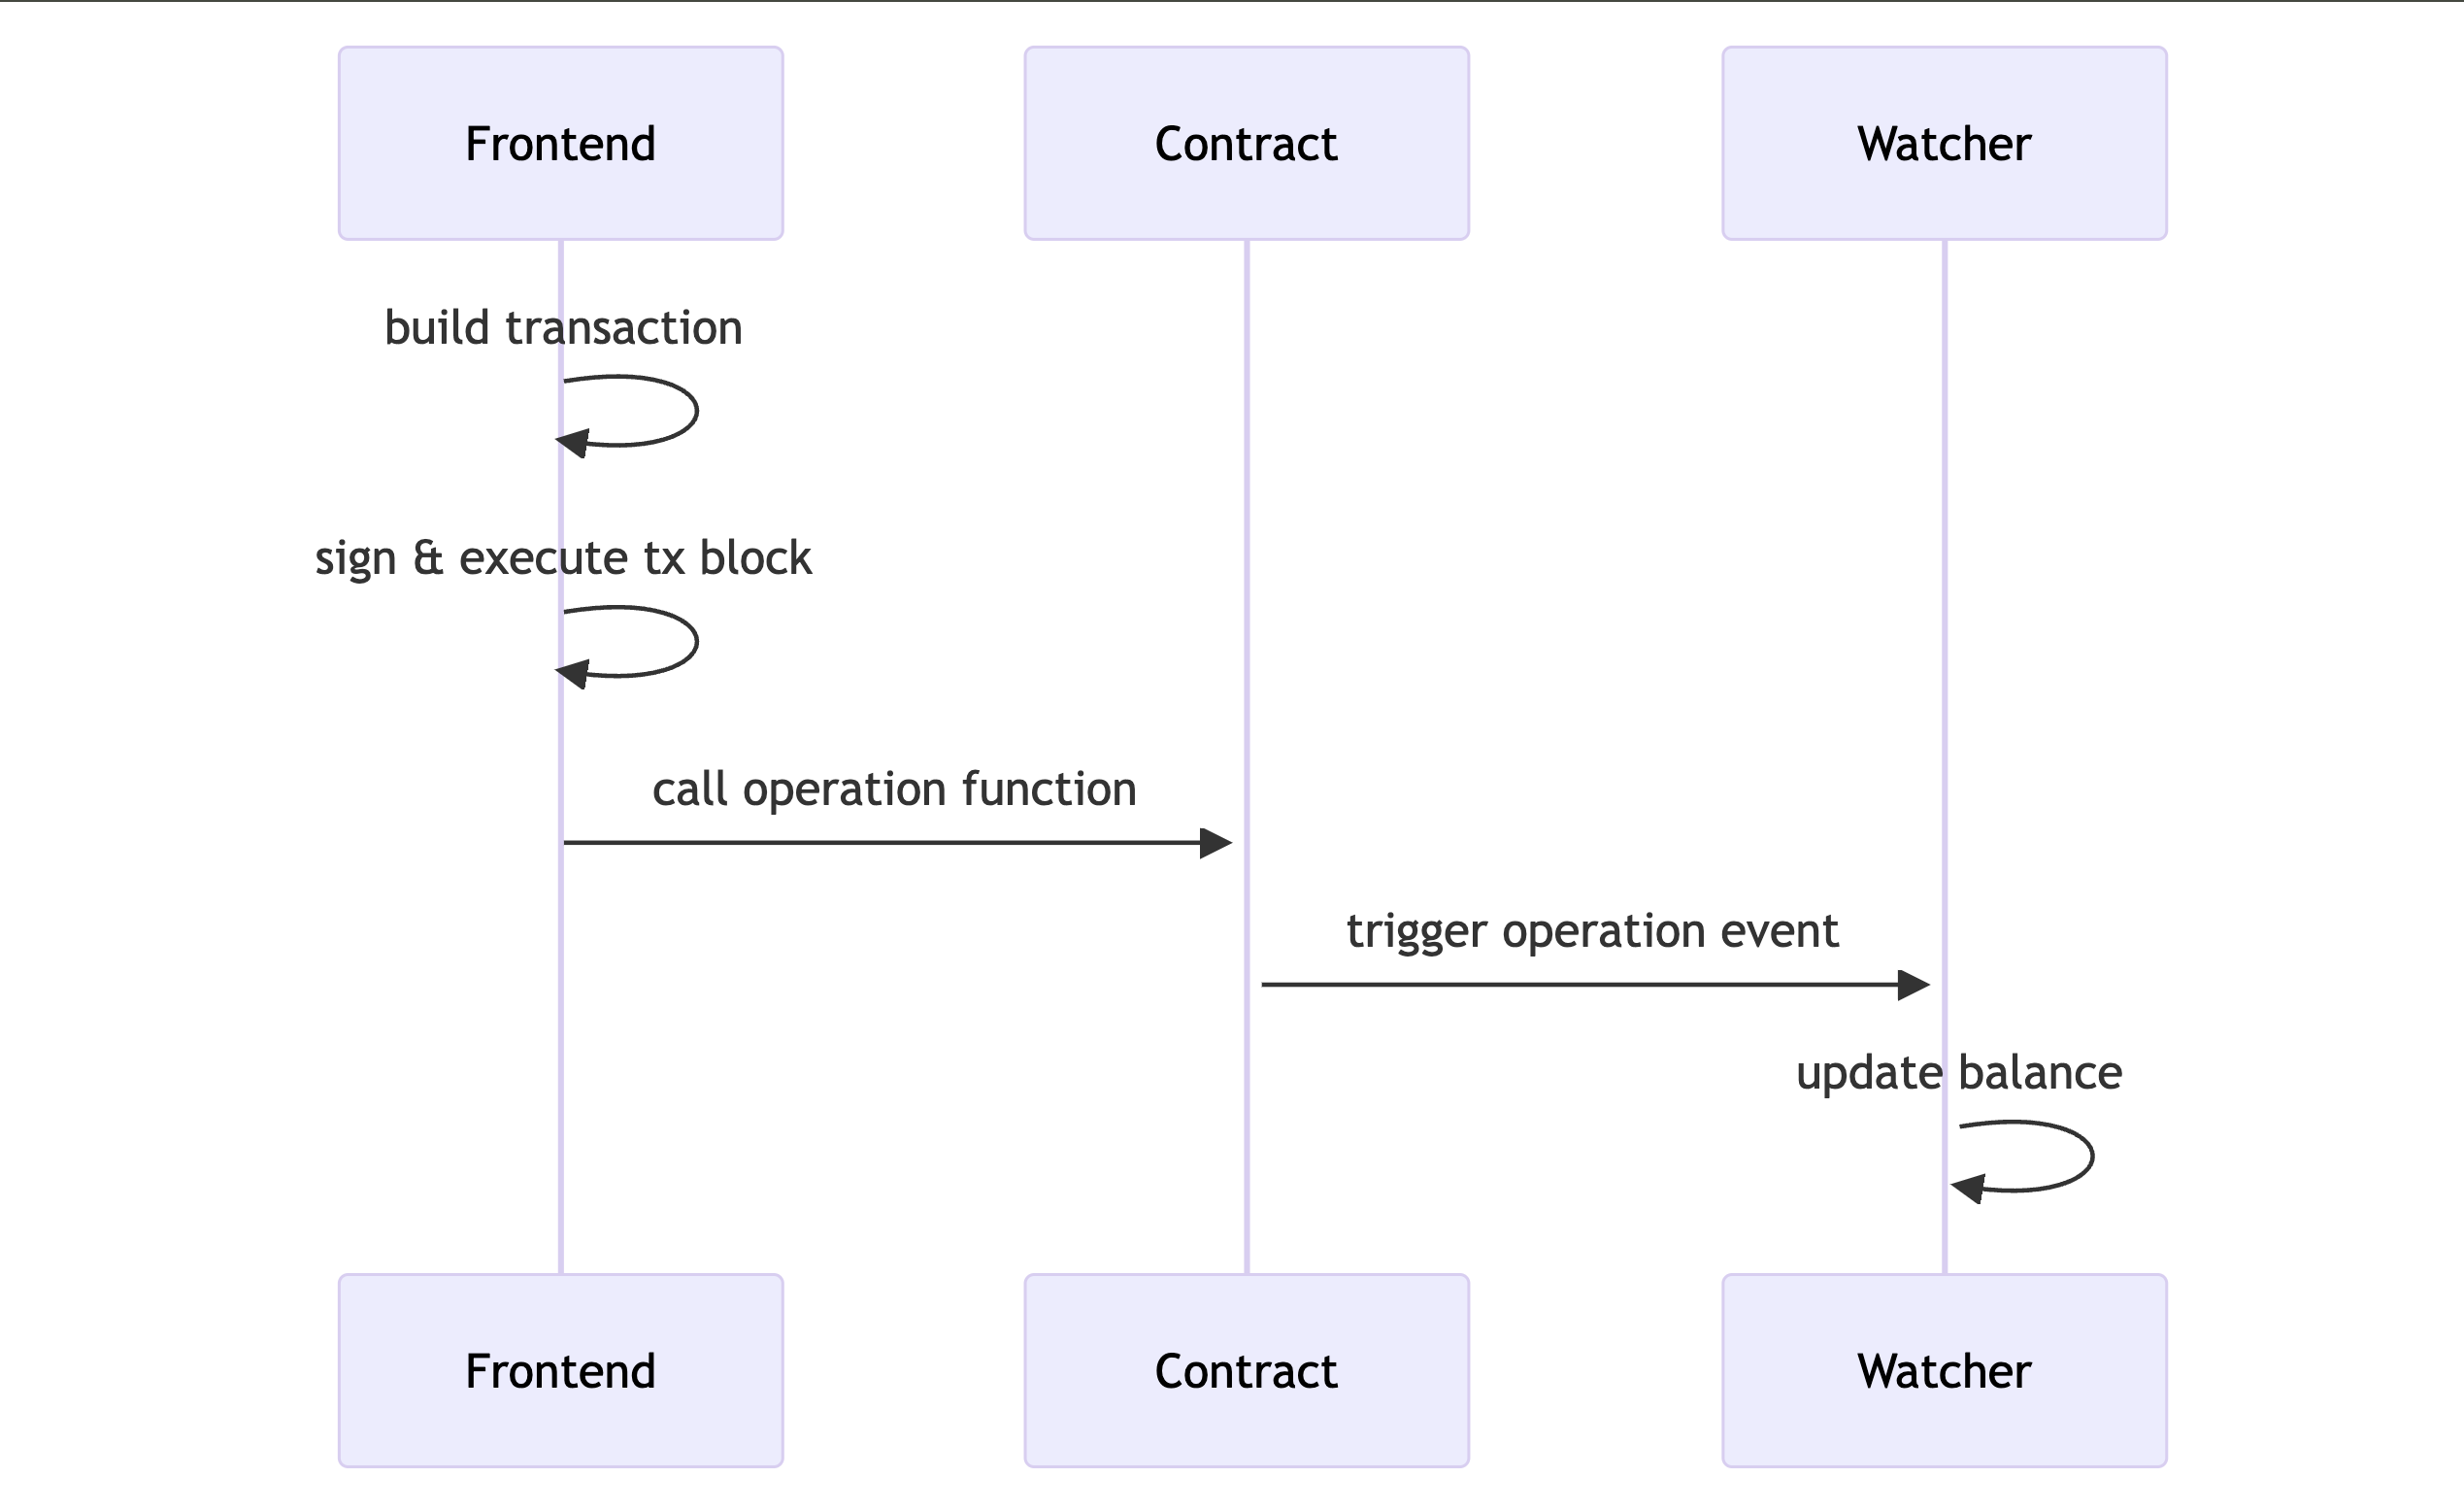 Frontend
Contract
Watcher
build transaction
sign & execute tx block
call operation function
trigger operation event
update balance
Frontend
Contract
Watcher